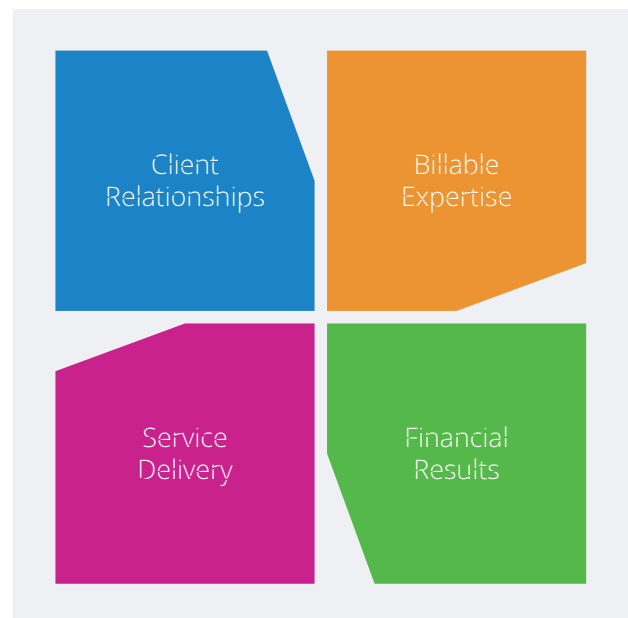 Client
Relationships
Billable
Expertise
Service
Delivery
Financial
Results